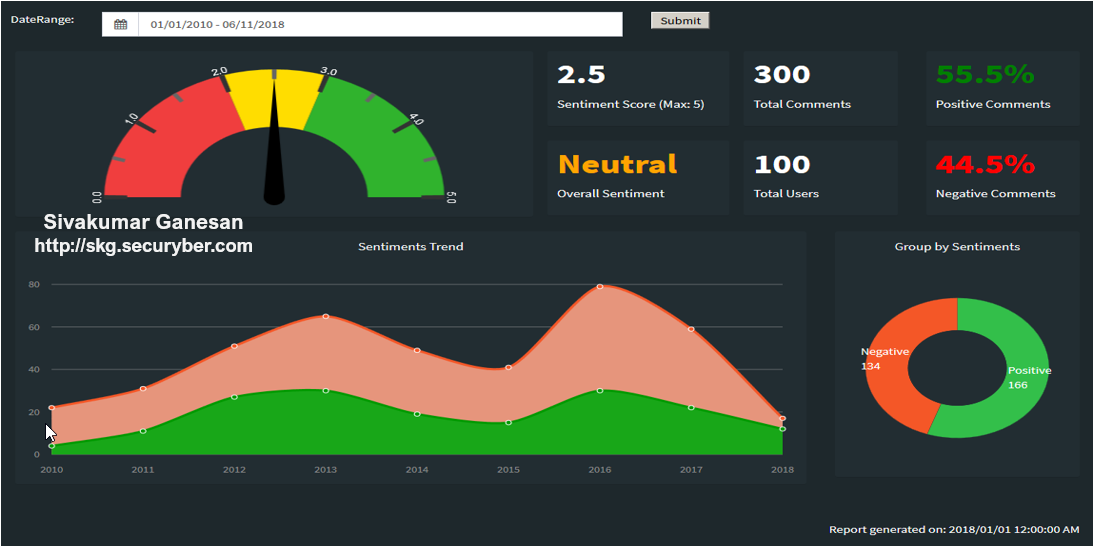 DateRange:
01/01/2010 - 06/11/2018
Submit
0.0
1.0
2.0
3.0
4.0
5.0
2.5
Sentiment Score (Max: 5)
300
Total Comments
55.5%
Positive Comments
Neutral
Overall Sentiment
100
Total Users
44.5%
Negative Comments
Sivakumar Ganesan
http://skg.securyber.com
Sentiments Trend
80
60
40
20
0
2010 2011 2012 2013 2014 2015 2016 2017 2018
Group by Sentiments
Negative
134
Positive
166
Report generated on: 2018/01/01 12:00:00 AM